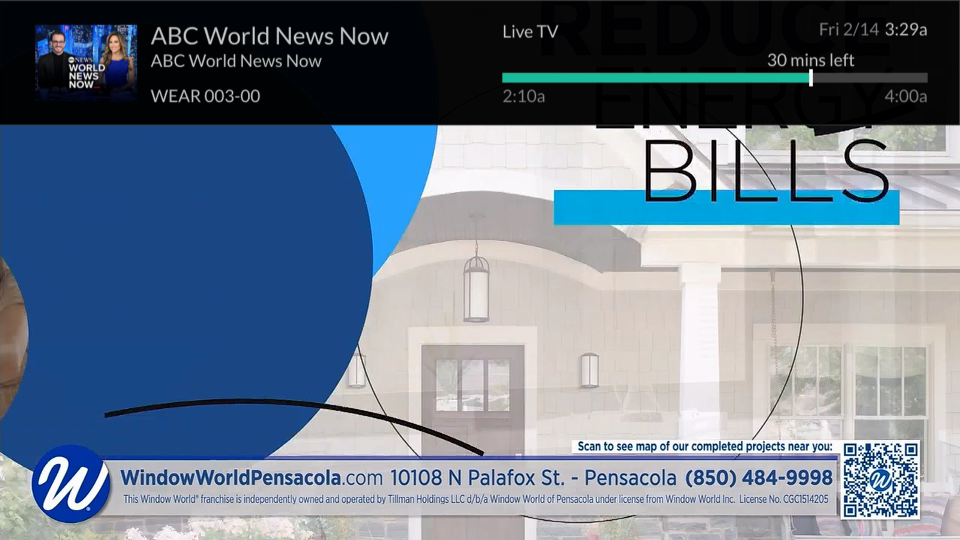 ABC World News Now
ABC World News Now
WEAR 003-00
Live TV
Fri 2/14 3:29a
30 mins left
2:10a
4:00a
abc NEWS
WORLD
NEWS
NOW
REDUCE
ENERGY
BILLS
Scan to see map of our completed projects near you:
WindowWorldPensacola.com 10108 N Palafox St. - Pensacola (850) 484-9998
This Window World® franchise is independently owned and operated by Tillman Holdings LLC d/b/a Window World of Pensacola under license from Window World Inc. License No. CGC1514205
W